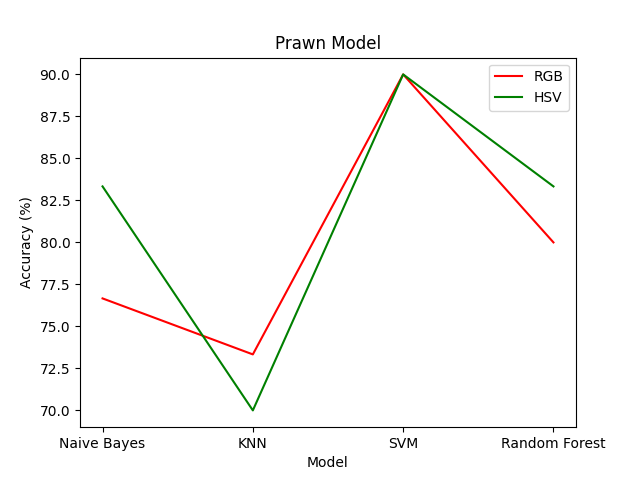 Prawn Model
RGB
HSV
90.0
87.5
85.0
82.5
80.0
77.5
75.0
72.5
70.0
Accuracy (%)
Naive Bayes KNN SVM Random Forest
Model